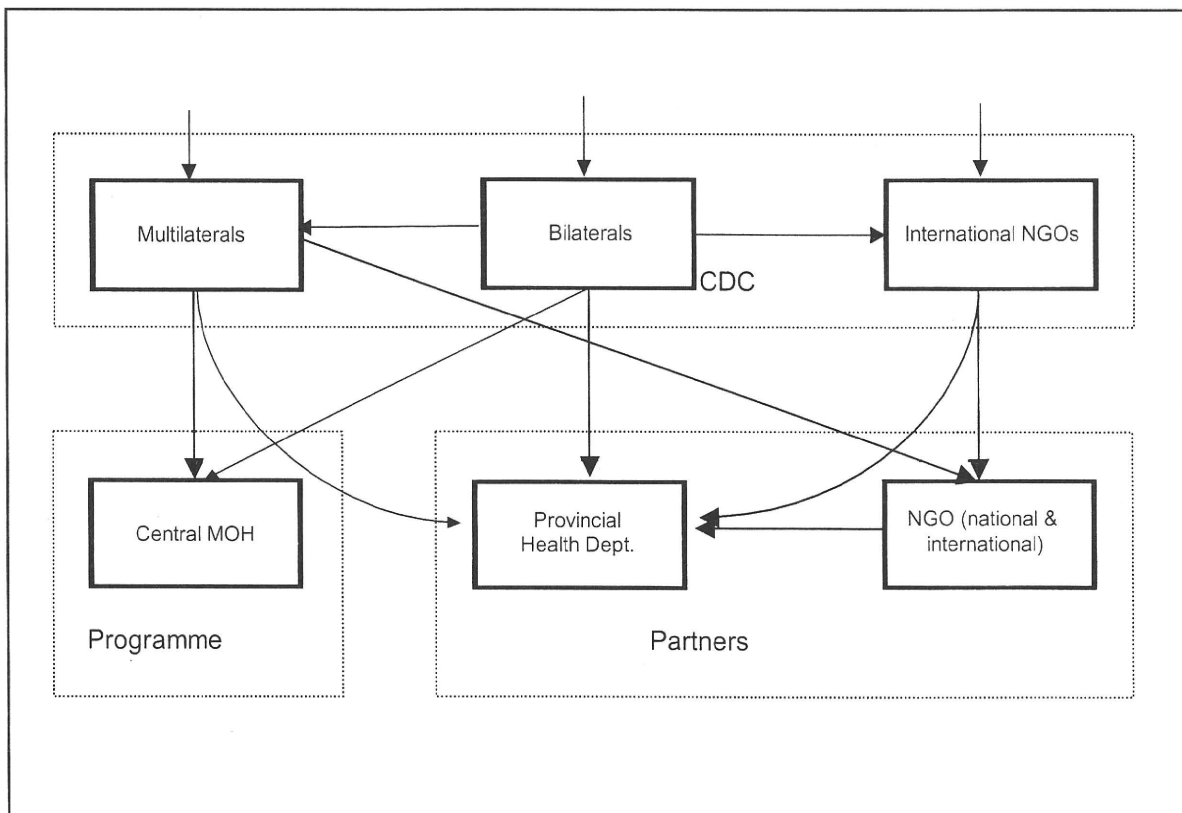 Multilaterals
Bilaterals
International NGOs
CDC
Central MOH
Provincial
Health Dept.
NGO (national &
international)
Programme
Partners